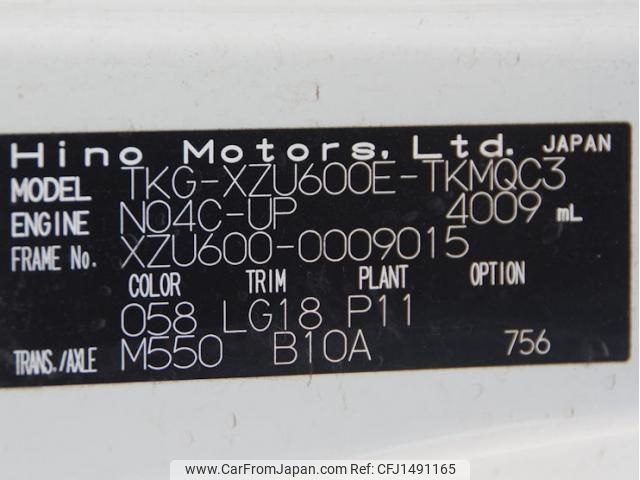 Hino Motors, Ltd. JAPAN
MODEL TKG-XZU600E-TKMQC3
ENGINE N04C-UP 4009 mL
FRAME No. XZU600-0009015
COLOR TRIM PLANT OPTION
058 LG18 P11
TRANS./AXLE M550 B10A 756
www.CarFromJapan.com | REF No. CFJ1491165